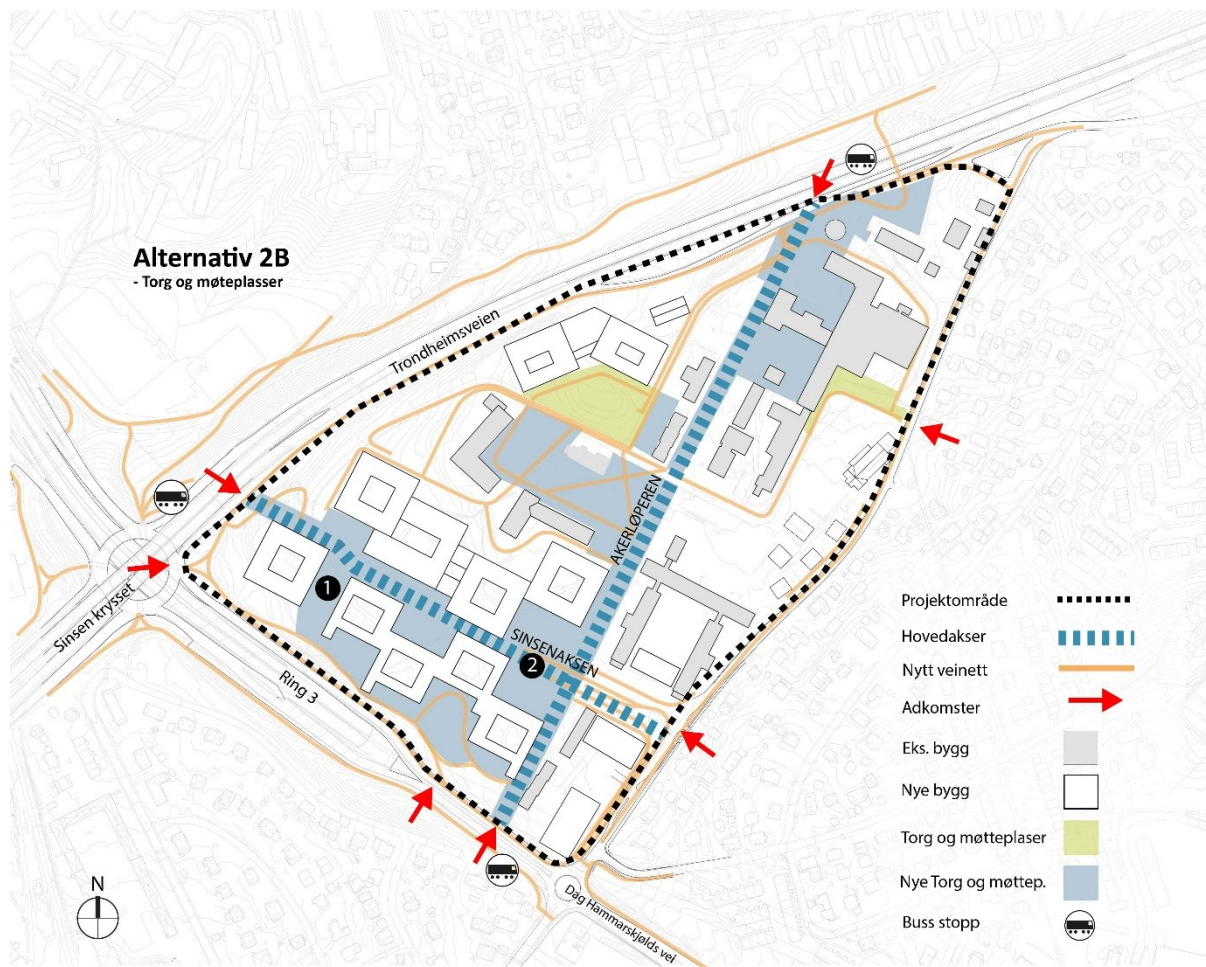 Alternativ 2B
- Torg og møteplasser
Trondheimsveien
AKERLØPEREN
1
SINSENAKSEN
2
Sinsen krysset
Ring 3
Dag Hammarskjølds vei
N
Projektområde
Hovedakser
Nytt veinett
Adkomster
Eks. bygg
Nye bygg
Torg og møtteplaser
Nye Torg og møttep.
Buss stopp